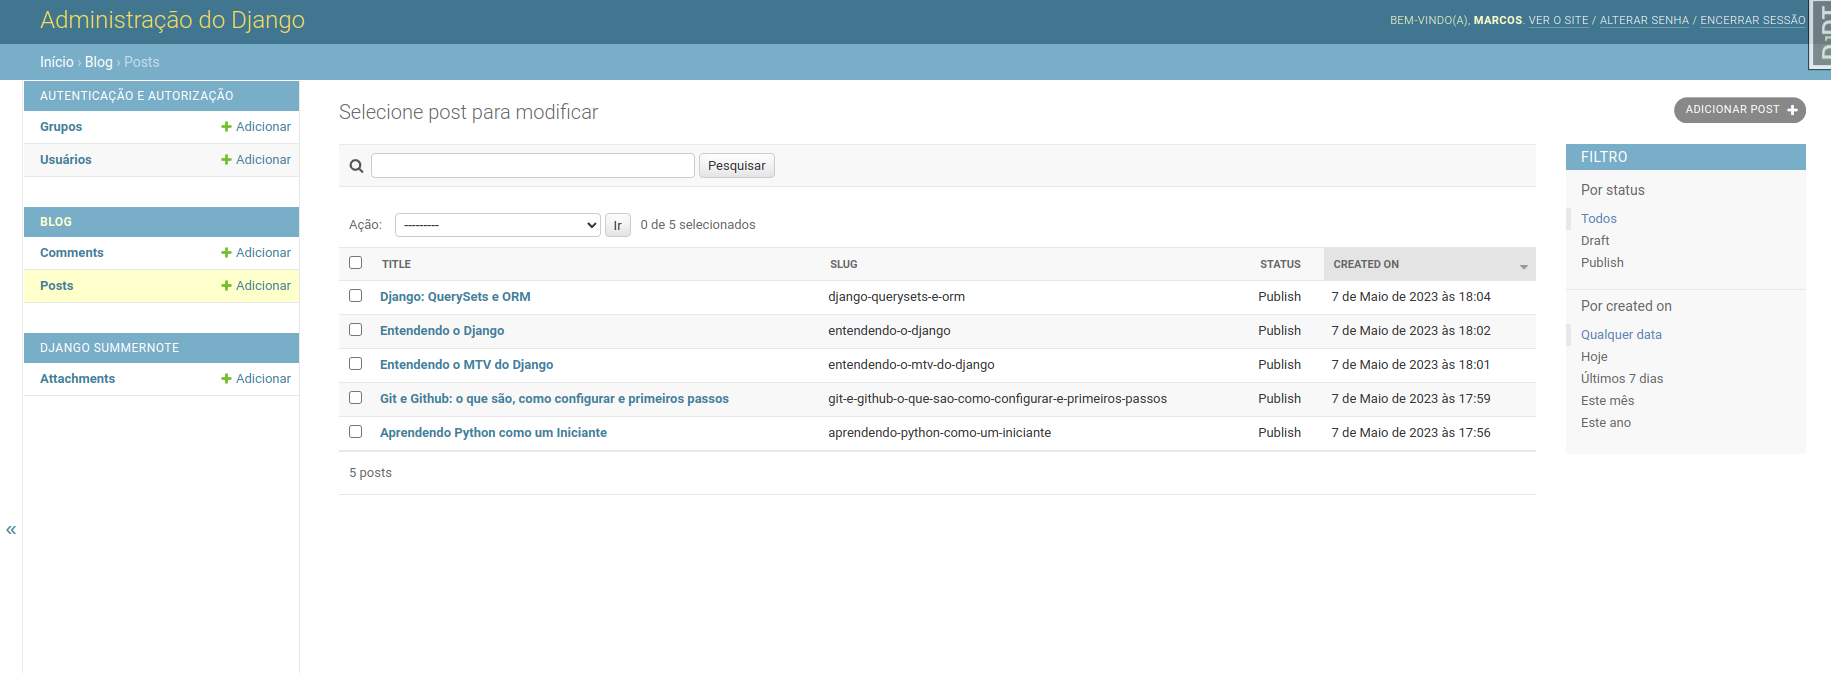 Administração do Django
BEM-VINDO(A), MARCOS. VER O SITE / ALTERAR SENHA / ENCERRAR SESSÃO
DjDT
Início › Blog › Posts
AUTENTICAÇÃO E AUTORIZAÇÃO
Grupos Adicionar
Usuários Adicionar
BLOG
Comments Adicionar
Posts Adicionar
DJANGO SUMMERNOTE
Attachments Adicionar
«
Selecione post para modificar
ADICIONAR POST
Pesquisar
Ação: --------- Ir 0 de 5 selecionados
TITLE SLUG STATUS CREATED ON
Django: QuerySets e ORM django-querysets-e-orm Publish 7 de Maio de 2023 às 18:04
Entendendo o Django entendendo-o-django Publish 7 de Maio de 2023 às 18:02
Entendendo o MTV do Django entendendo-o-mtv-do-django Publish 7 de Maio de 2023 às 18:01
Git e Github: o que são, como configurar e primeiros passos git-e-github-o-que-sao-como-configurar-e-primeiros-passos Publish 7 de Maio de 2023 às 17:59
Aprendendo Python como um Iniciante aprendendo-python-como-um-iniciante Publish 7 de Maio de 2023 às 17:56
5 posts
FILTRO
Por status
Todos
Draft
Publish
Por created on
Qualquer data
Hoje
Últimos 7 dias
Este mês
Este ano